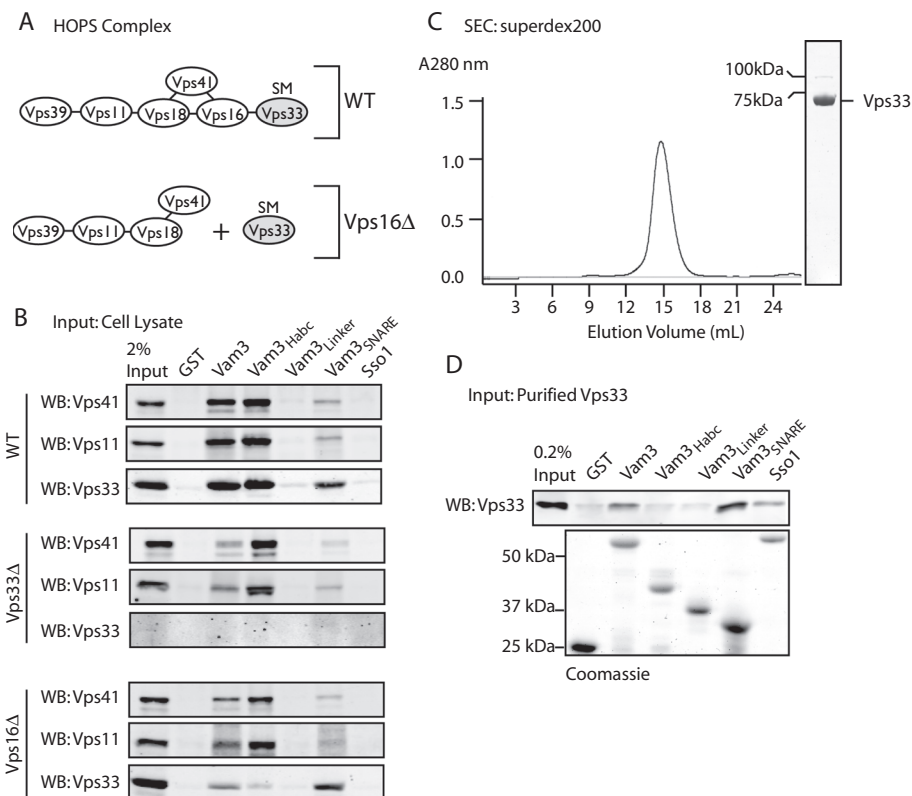 A HOPS Complex
Vps39 Vps11 Vps18 Vps41 Vps16 SM Vps33 WT
Vps39 Vps11 Vps18 Vps41 + SM Vps33 Vps16Δ
B Input: Cell Lysate
2% Input GST Vam3 Vam3Habc Vam3Linker Vam3SNARE Sso1
WT
WB: Vps41
WB: Vps11
WB: Vps33
Vps33Δ
WB: Vps41
WB: Vps11
WB: Vps33
Vps16Δ
WB: Vps41
WB: Vps11
WB: Vps33
C SEC: superdex200
A280 nm
1.5
1.0
0.5
0.0
3 6 9 12 15 18 21 24
Elution Volume (mL)
100kDa
75kDa
Vps33
D
Input: Purified Vps33
0.2% Input GST Vam3 Vam3Habc Vam3Linker Vam3SNARE Sso1
WB: Vps33
50 kDa
37 kDa
25 kDa
Coomassie